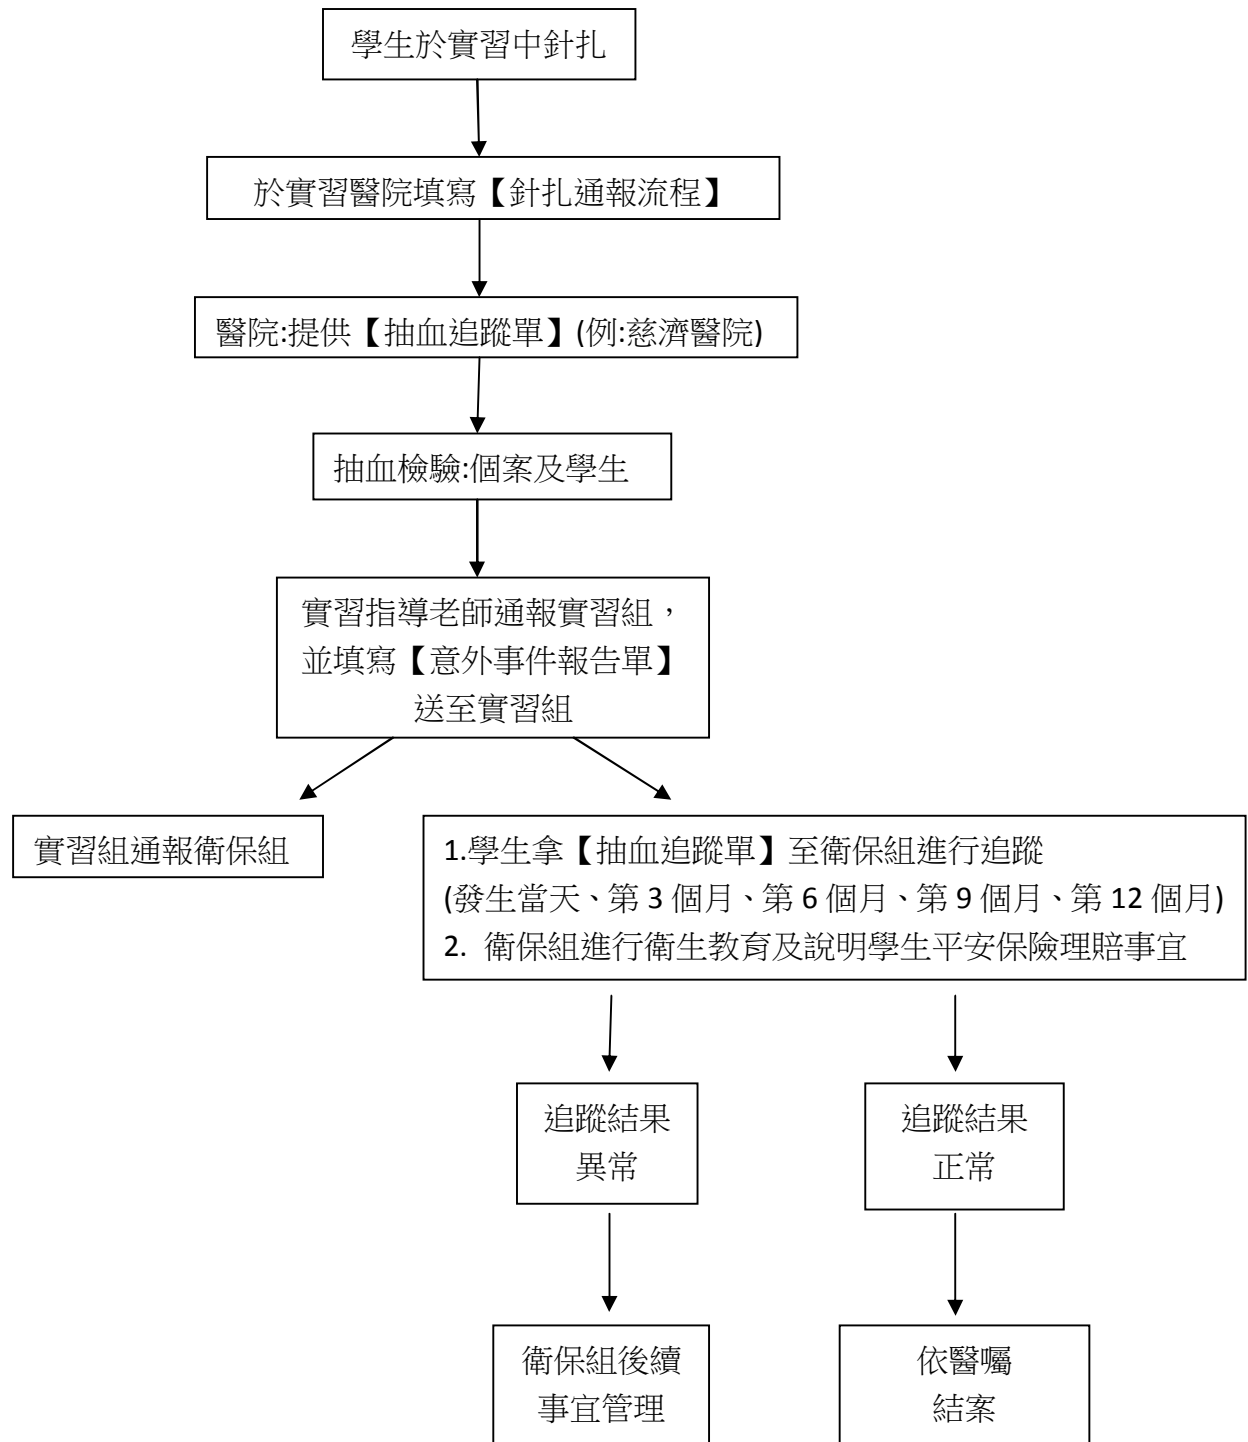 學生於實習中針扎
於實習醫院填寫【針扎通報流程】
醫院:提供【抽血追蹤單】(例:慈濟醫院)
抽血檢驗:個案及學生
實習指導老師通報實習組，
並填寫【意外事件報告單】
送至實習組
實習組通報衛保組
1.學生拿【抽血追蹤單】至衛保組進行追蹤
(發生當天、第 3 個月、第 6 個月、第 9 個月、第 12 個月)
2. 衛保組進行衛生教育及說明學生平安保險理賠事宜
追蹤結果
異常
追蹤結果
正常
衛保組後續
事宜管理
依醫囑
結案